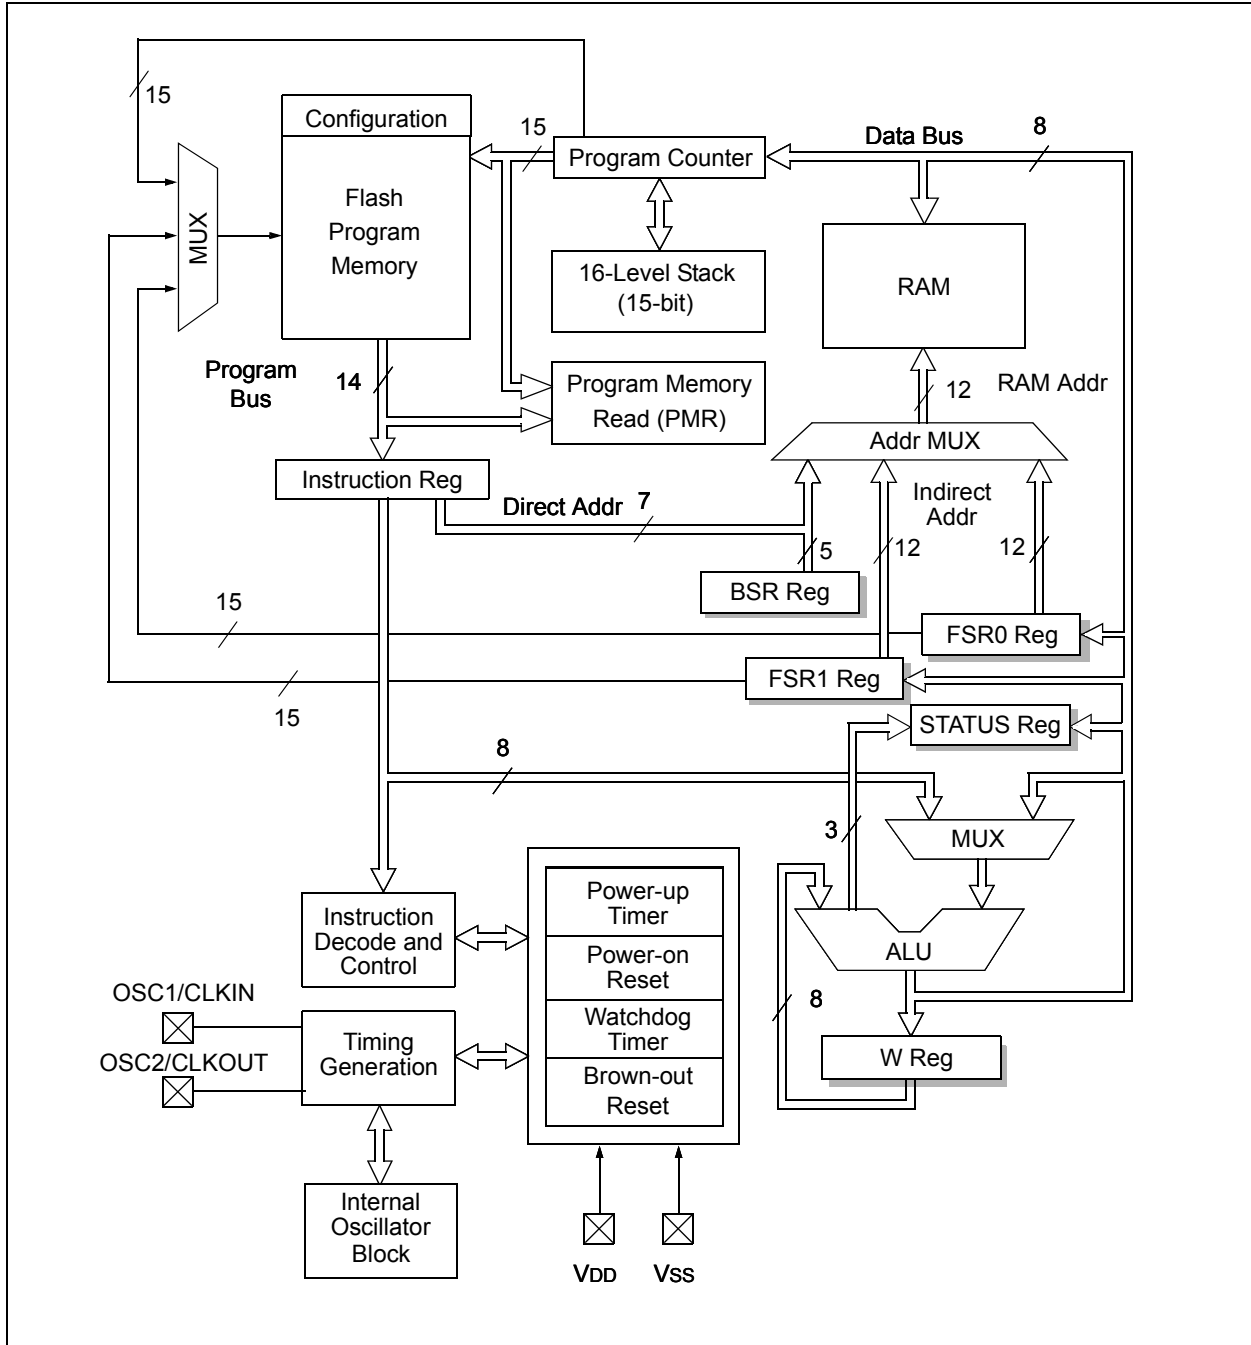 15
Configuration
15
Program Counter
Data Bus
8
MUX
Flash
Program
Memory
16-Level Stack
(15-bit)
RAM
Program
Bus
14
Program Memory
Read (PMR)
12
RAM Addr
Addr MUX
Instruction Reg
Direct Addr
7
Indirect
Addr
5
12
12
BSR Reg
15
FSR0 Reg
FSR1 Reg
15
STATUS Reg
8
3
MUX
Power-up
Timer
Instruction
Decode and
Control
Power-on
Reset
ALU
OSC1/CLKIN
8
Watchdog
Timer
Timing
Generation
OSC2/CLKOUT
W Reg
Brown-out
Reset
Internal
Oscillator
Block
VDD
VSS